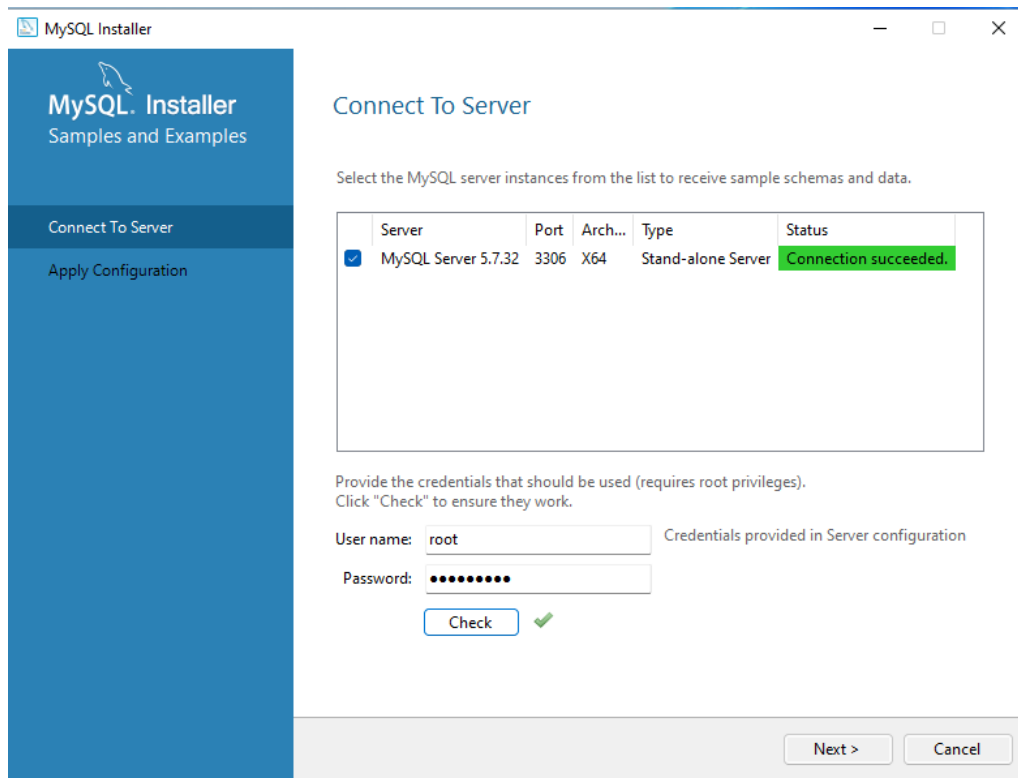 MySQL Installer
MySQL. Installer
Samples and Examples
Connect To Server
Apply Configuration
Connect To Server
Select the MySQL server instances from the list to receive sample schemas and data.
Server Port Arch... Type Status
MySQL Server 5.7.32 3306 X64 Stand-alone Server Connection succeeded.
Provide the credentials that should be used (requires root privileges).
Click "Check" to ensure they work.
User name: root Credentials provided in Server configuration
Password: •••••••••
Check
Next > Cancel